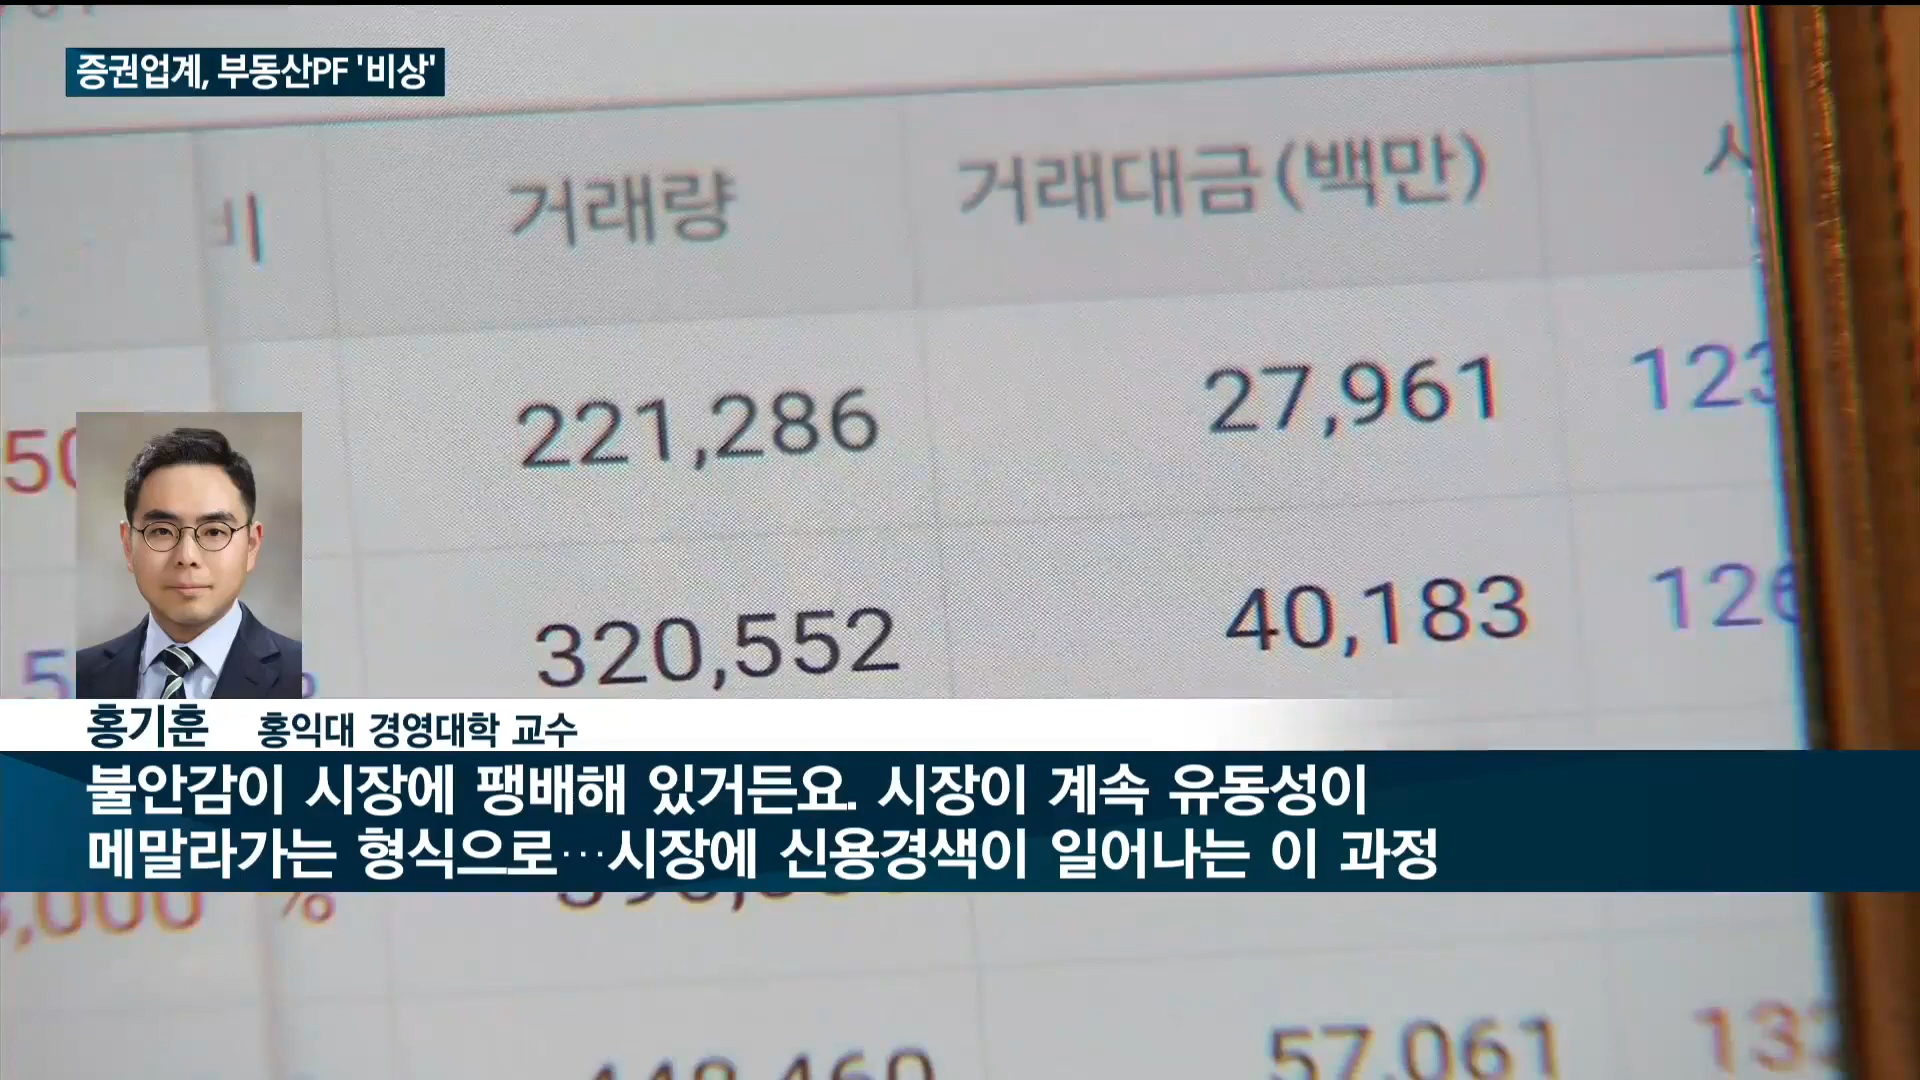 증권업계, 부동산PF '비상'
비 거래량 거래대금(백만)
221,286 27,961
320,552 40,183
홍기훈 홍익대 경영대학 교수
불안감이 시장에 팽배해 있거든요. 시장이 계속 유동성이
메말라가는 형식으로…시장에 신용경색이 일어나는 이 과정
%
57,061